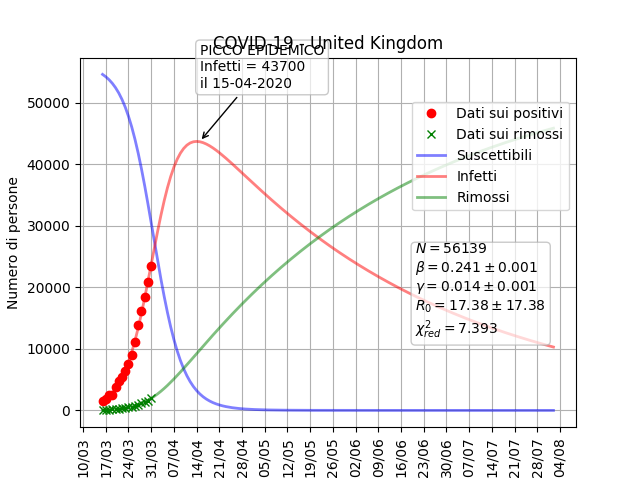 COVID-19 - United Kingdom
PICCO EPIDEMICO
Infetti = 43700
il 15-04-2020
Numero di persone
50000
40000
30000
20000
10000
0
Dati sui positivi
Dati sui rimossi
Suscettibili
Infetti
Rimossi
N = 56139
β = 0.241 ± 0.001
γ = 0.014 ± 0.001
R₀ = 17.38 ± 17.38
χ²red = 7.393
10/03
17/03
24/03
31/03
07/04
14/04
21/04
28/04
05/05
12/05
19/05
26/05
02/06
09/06
16/06
23/06
30/06
07/07
14/07
21/07
28/07
04/08